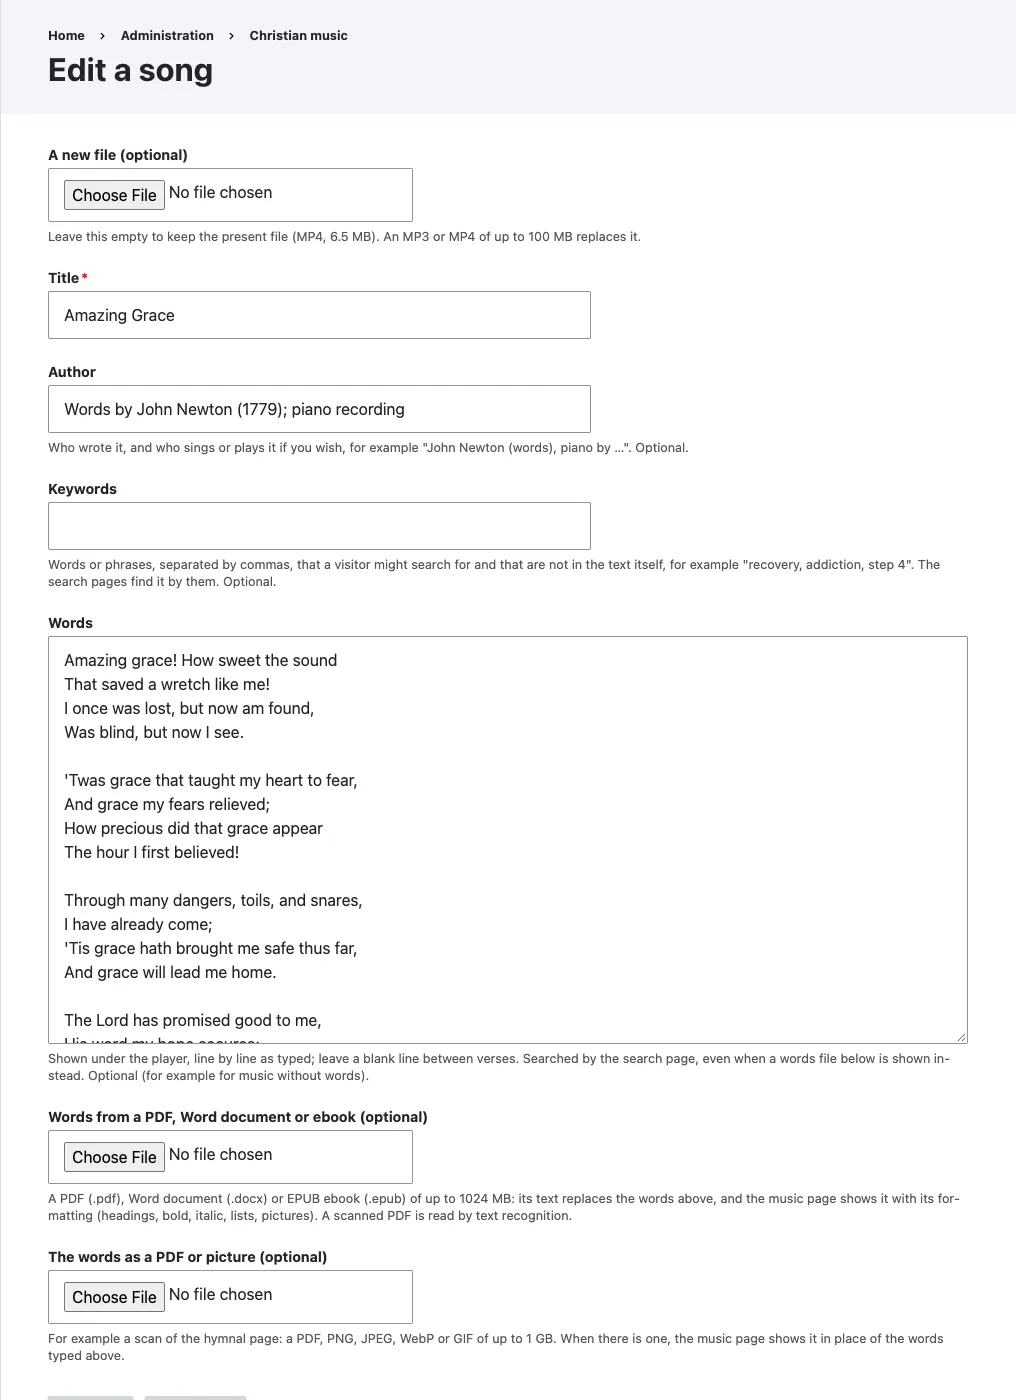 Home > Administration > Christian music
Edit a song
A new file (optional)
Choose File No file chosen
Leave this empty to keep the present file (MP4, 6.5 MB). An MP3 or MP4 of up to 100 MB replaces it.
Title*
Amazing Grace
Author
Words by John Newton (1779); piano recording
Who wrote it, and who sings or plays it if you wish, for example "John Newton (words), piano by ...". Optional.
Keywords
Words or phrases, separated by commas, that a visitor might search for and that are not in the text itself, for example "recovery, addiction, step 4". The
search pages find it by them. Optional.
Words
Amazing grace! How sweet the sound
That saved a wretch like me!
I once was lost, but now am found,
Was blind, but now I see.
'Twas grace that taught my heart to fear,
And grace my fears relieved;
How precious did that grace appear
The hour I first believed!
Through many dangers, toils, and snares,
I have already come;
'Tis grace hath brought me safe thus far,
And grace will lead me home.
The Lord has promised good to me,
His word my hope secures;
Shown under the player, line by line as typed; leave a blank line between verses. Searched by the search page, even when a words file below is shown in-
stead. Optional (for example for music without words).
Words from a PDF, Word document or ebook (optional)
Choose File No file chosen
A PDF (.pdf), Word document (.docx) or EPUB ebook (.epub) of up to 1024 MB: its text replaces the words above, and the music page shows it with its for-
matting (headings, bold, italic, lists, pictures). A scanned PDF is read by text recognition.
The words as a PDF or picture (optional)
Choose File No file chosen
For example a scan of the hymnal page: a PDF, PNG, JPEG, WebP or GIF of up to 1 GB. When there is one, the music page shows it in place of the words
typed above.